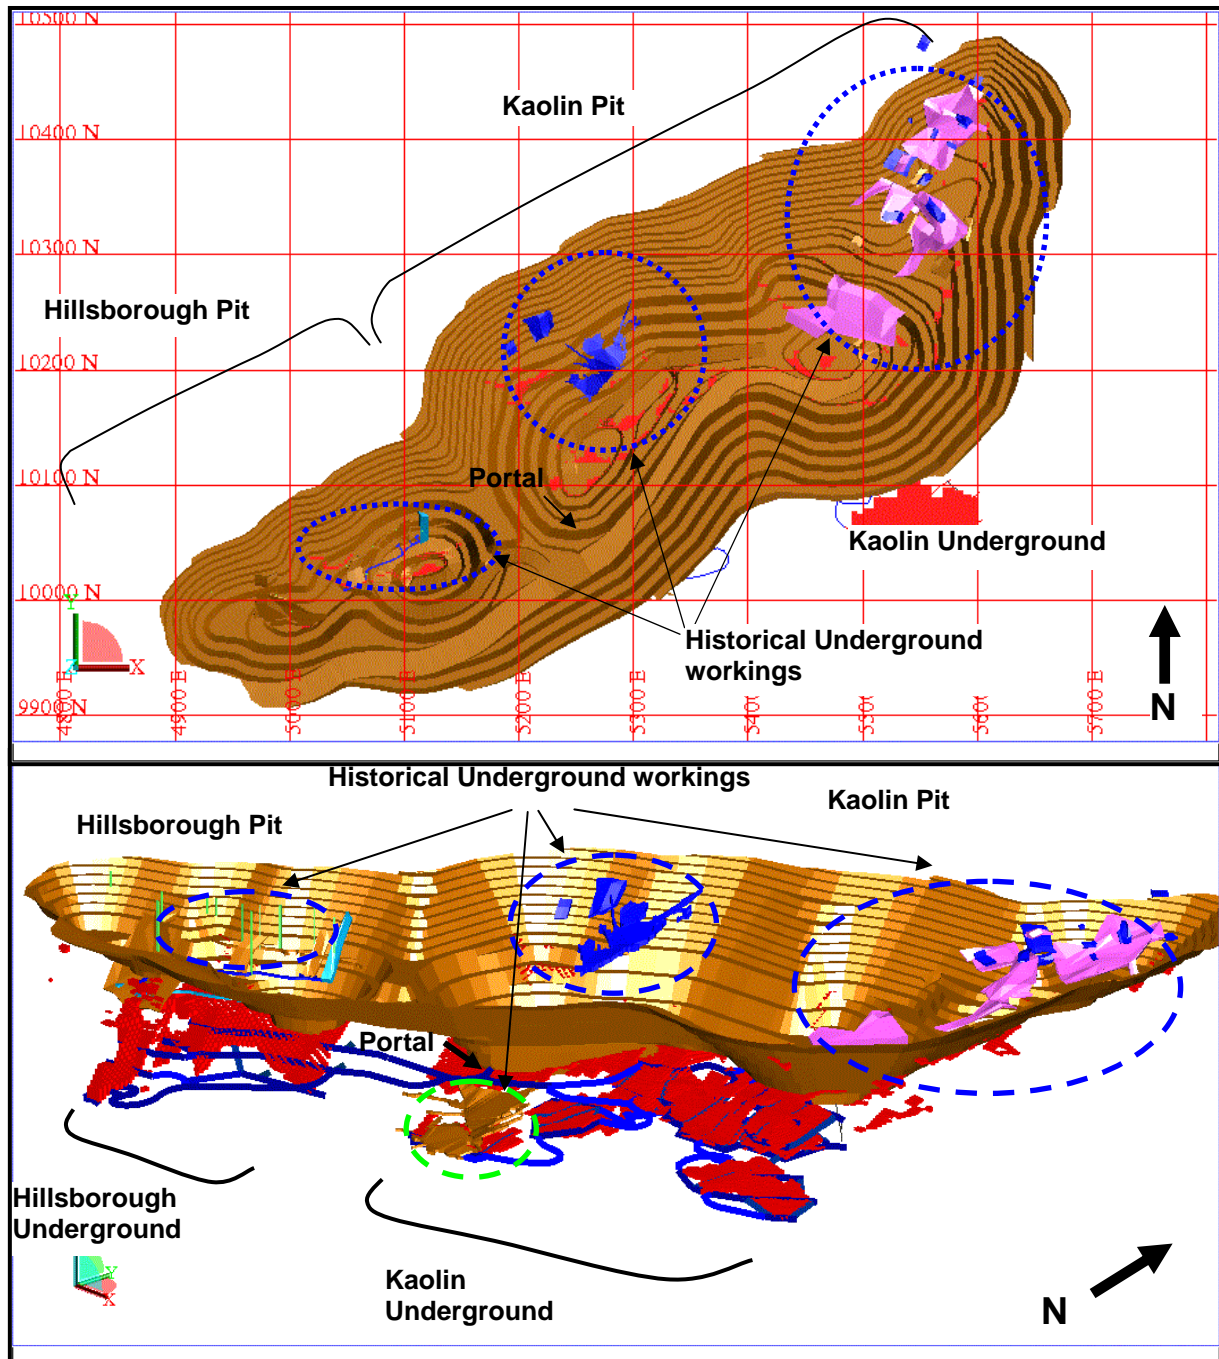 10500 N
Kaolin Pit
10400 N
10300 N
Hillsborough Pit
10200 N
10100 N
Portal
Kaolin Underground
10000 N
Y
Z
X
Historical Underground
workings
N
9900 N
4800 E
4900 E
5000 E
5100 E
5200 E
5300 E
5700 E
Historical Underground workings
Kaolin Pit
Hillsborough Pit
Portal
Hillsborough
Underground
Kaolin
Underground
Y
X
N